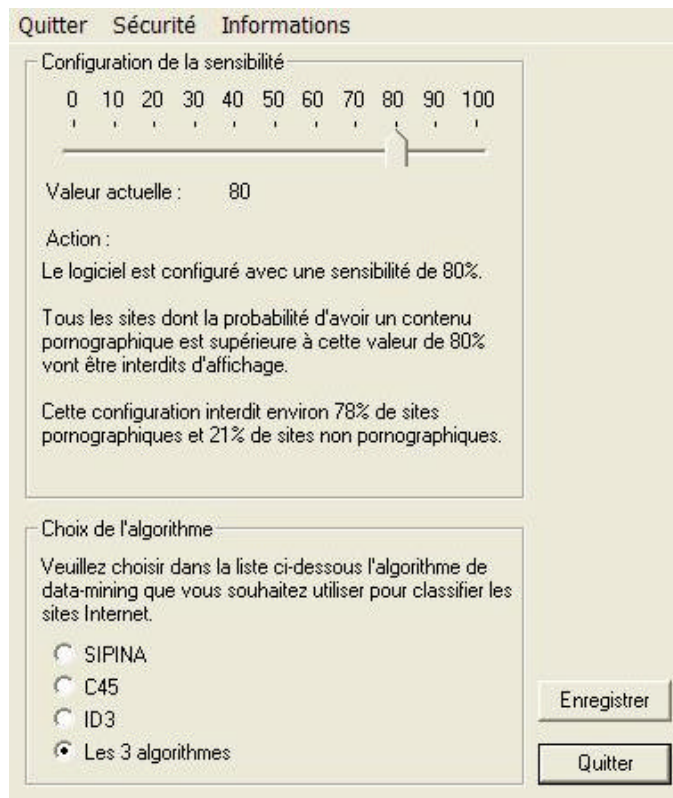 Quitter Sécurité Informations
Configuration de la sensibilité
0 10 20 30 40 50 60 70 80 90 100
Valeur actuelle : 80
Action :
Le logiciel est configuré avec une sensibilité de 80%.
Tous les sites dont la probabilité d'avoir un contenu
pornographique est supérieure à cette valeur de 80%
vont être interdits d'affichage.
Cette configuration interdit environ 78% de sites
pornographiques et 21% de sites non pornographiques.
Choix de l'algorithme
Veuillez choisir dans la liste ci-dessous l'algorithme de
data-mining que vous souhaitez utiliser pour classifier les
sites Internet.
SIPINA
C45
ID3
Les 3 algorithmes
Enregistrer
Quitter